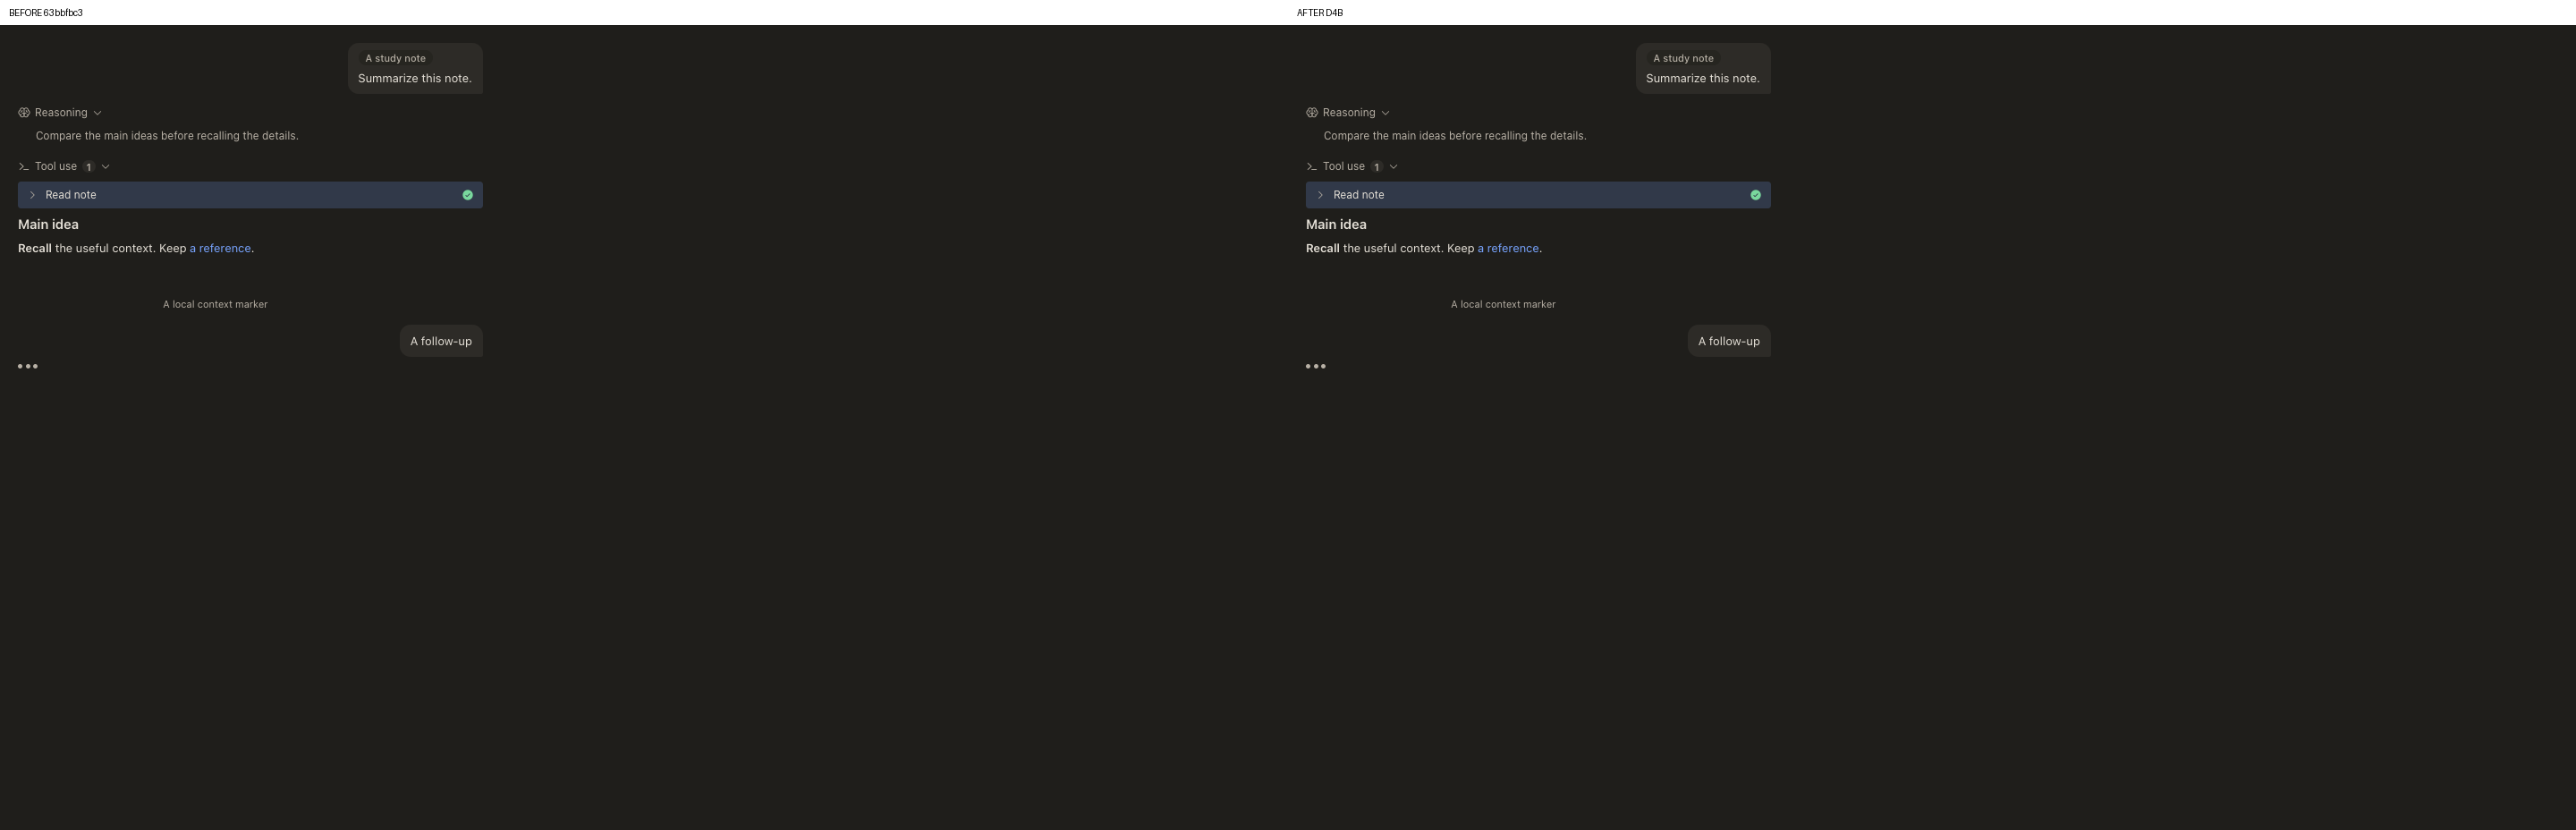 BEFORE 63bbfbc3
A study note
Summarize this note.
Reasoning
Compare the main ideas before recalling the details.
Tool use 1
Read note
Main idea
Recall the useful context. Keep a reference.
A local context marker
A follow-up
AFTER D4B
A study note
Summarize this note.
Reasoning
Compare the main ideas before recalling the details.
Tool use 1
Read note
Main idea
Recall the useful context. Keep a reference.
A local context marker
A follow-up